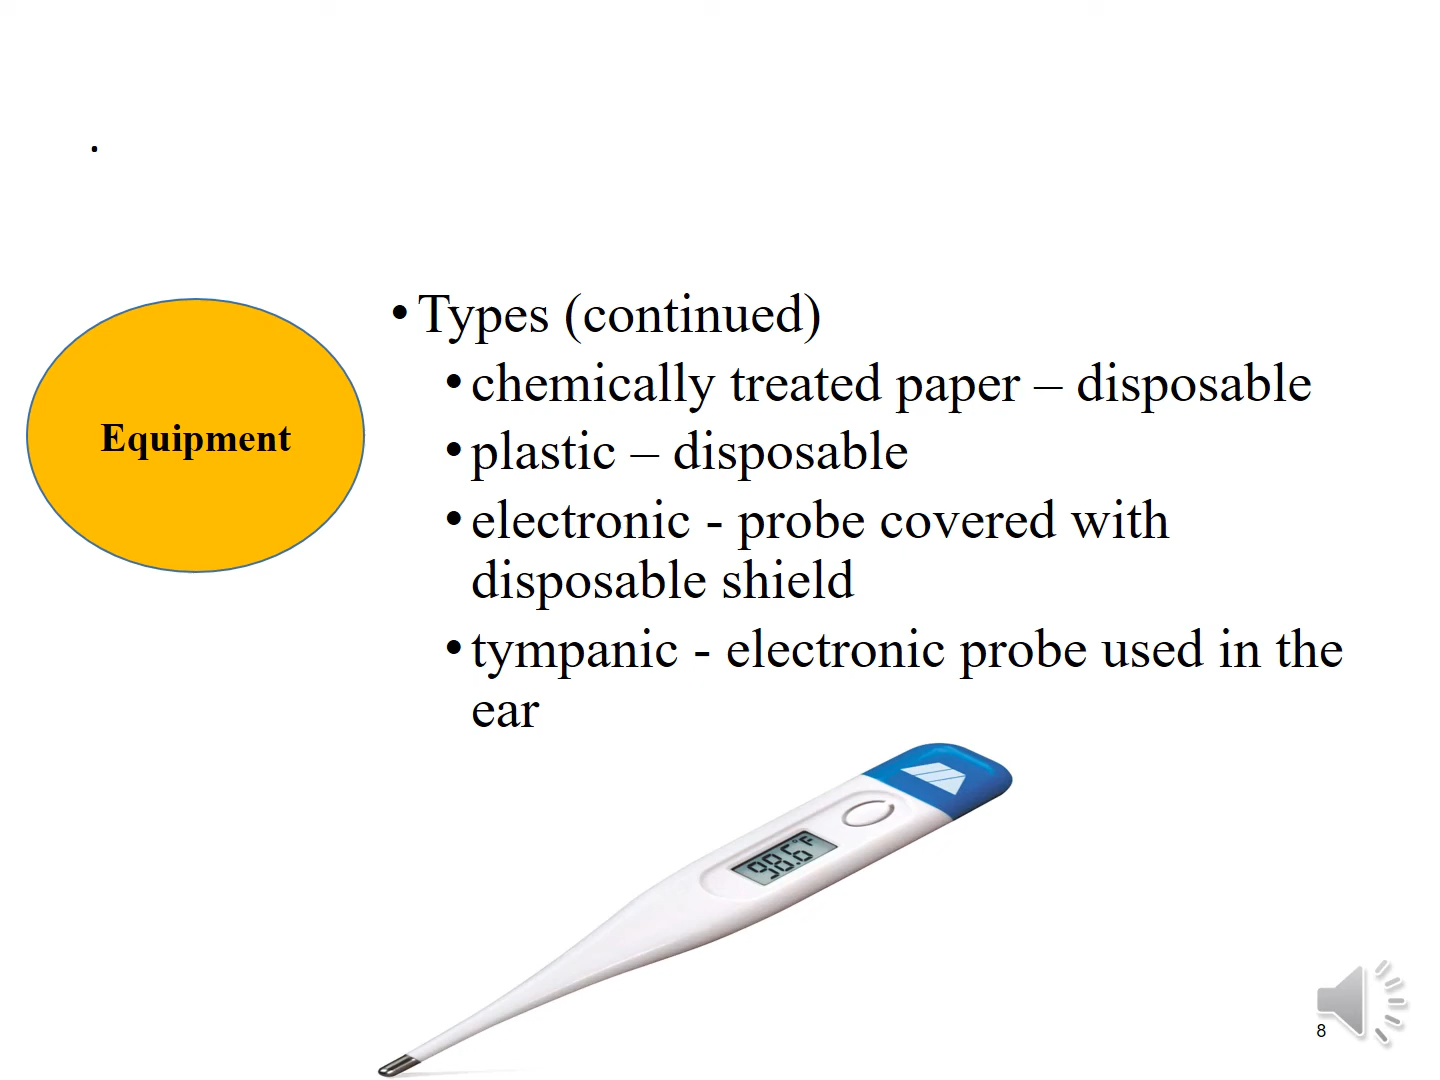 .
Equipment
• Types (continued)
• chemically treated paper – disposable
• plastic – disposable
• electronic - probe covered with
disposable shield
• tympanic - electronic probe used in the
ear
98.6°F
8